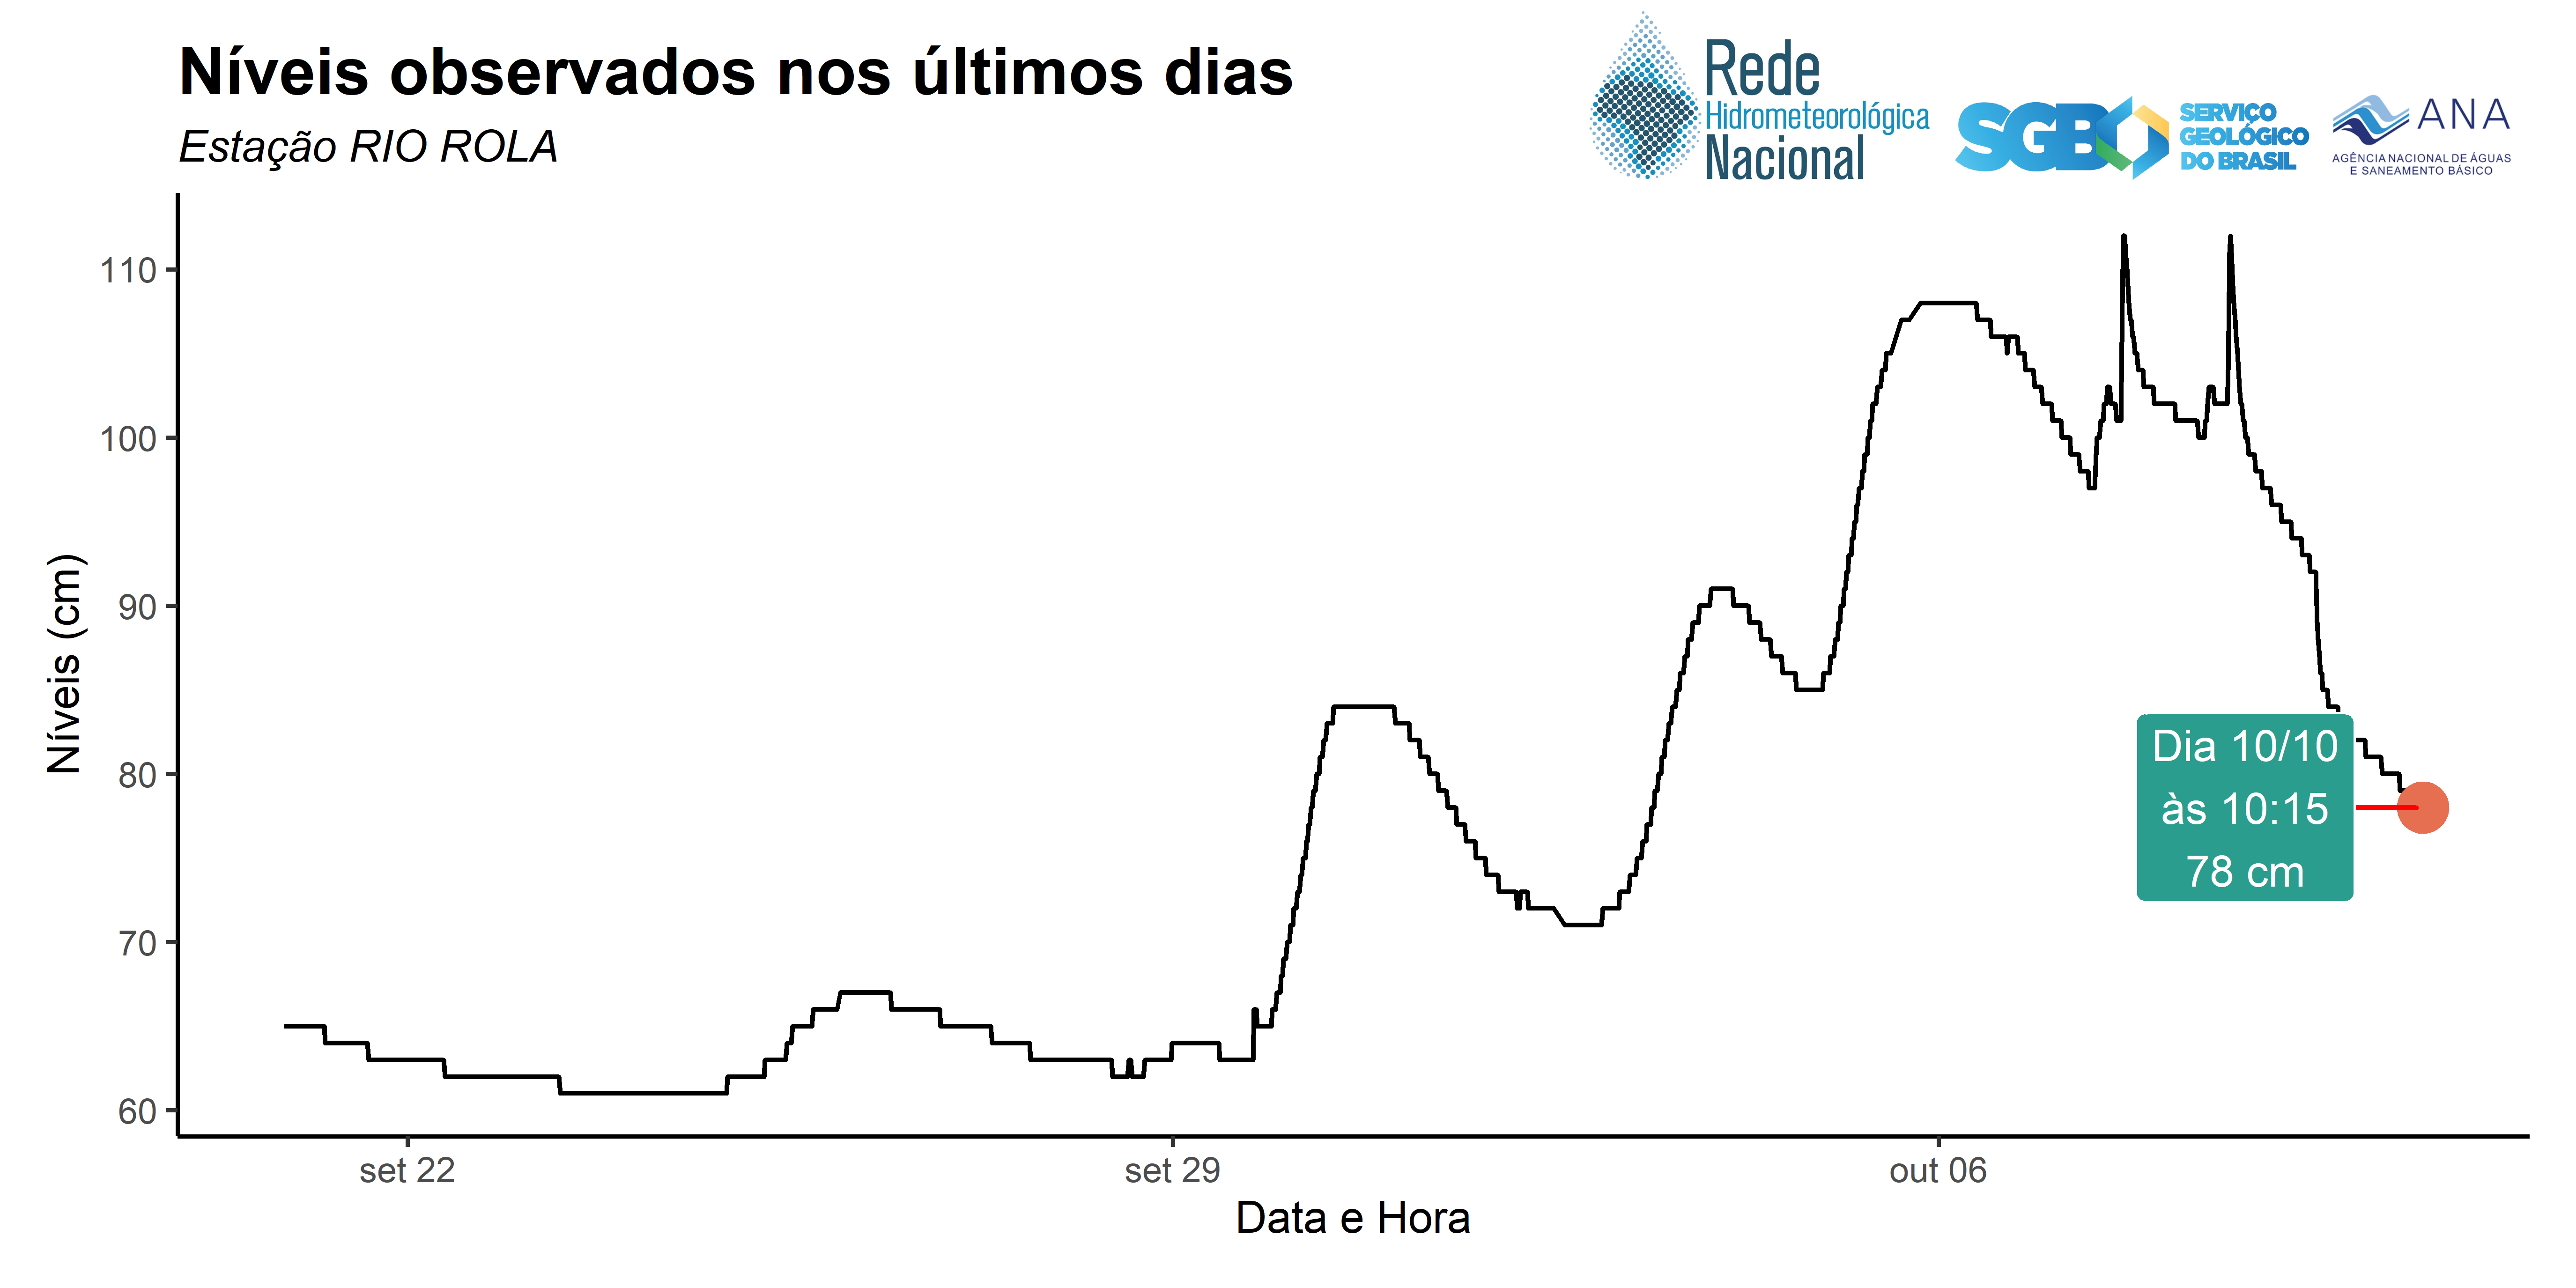 Níveis observados nos últimos dias
Estação RIO ROLA
Rede
Hidrometeorológica
Nacional
SGB
SERVIÇO
GEOLÓGICO
DO BRASIL
ANA
AGÊNCIA NACIONAL DE ÁGUAS
E SANEAMENTO BÁSICO
Níveis (cm)
110
100
90
80
70
60
Dia 10/10
às 10:15
78 cm
set 22
set 29
out 06
Data e Hora